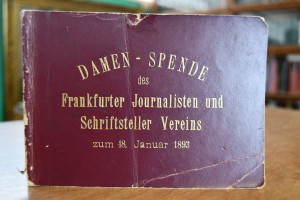 DAMEN - SPENDE
des
Frankfurter Journalisten und
Schriftsteller Vereins
zum 18. Januar 1893